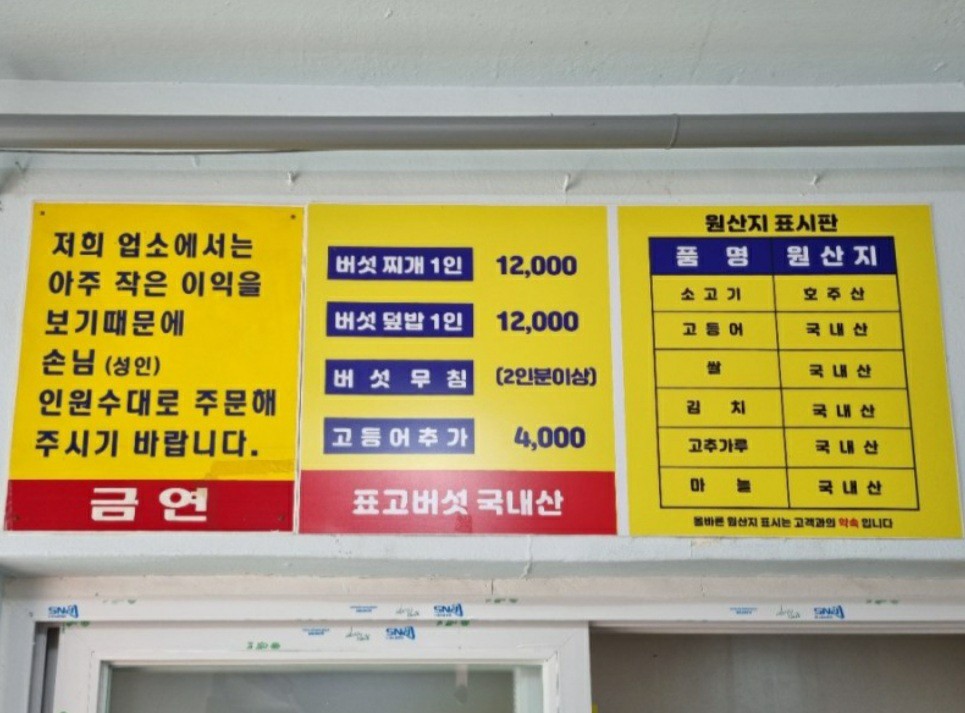 저희 업소에서는
아주 작은 이익을
보기때문에
손님 (성인)
인원수대로 주문해
주시기 바랍니다.
금연
버섯 찌개 1인 12,000
버섯 덮밥 1인 12,000
버섯 무침 (2인분이상)
고등어추가 4,000
표고버섯 국내산
원산지 표시판
품명 원산지
소고기 호주산
고등어 국내산
쌀 국내산
김치 국내산
고추가루 국내산
마늘 국내산
올바른 원산지 표시는 고객과의 약속 입니다